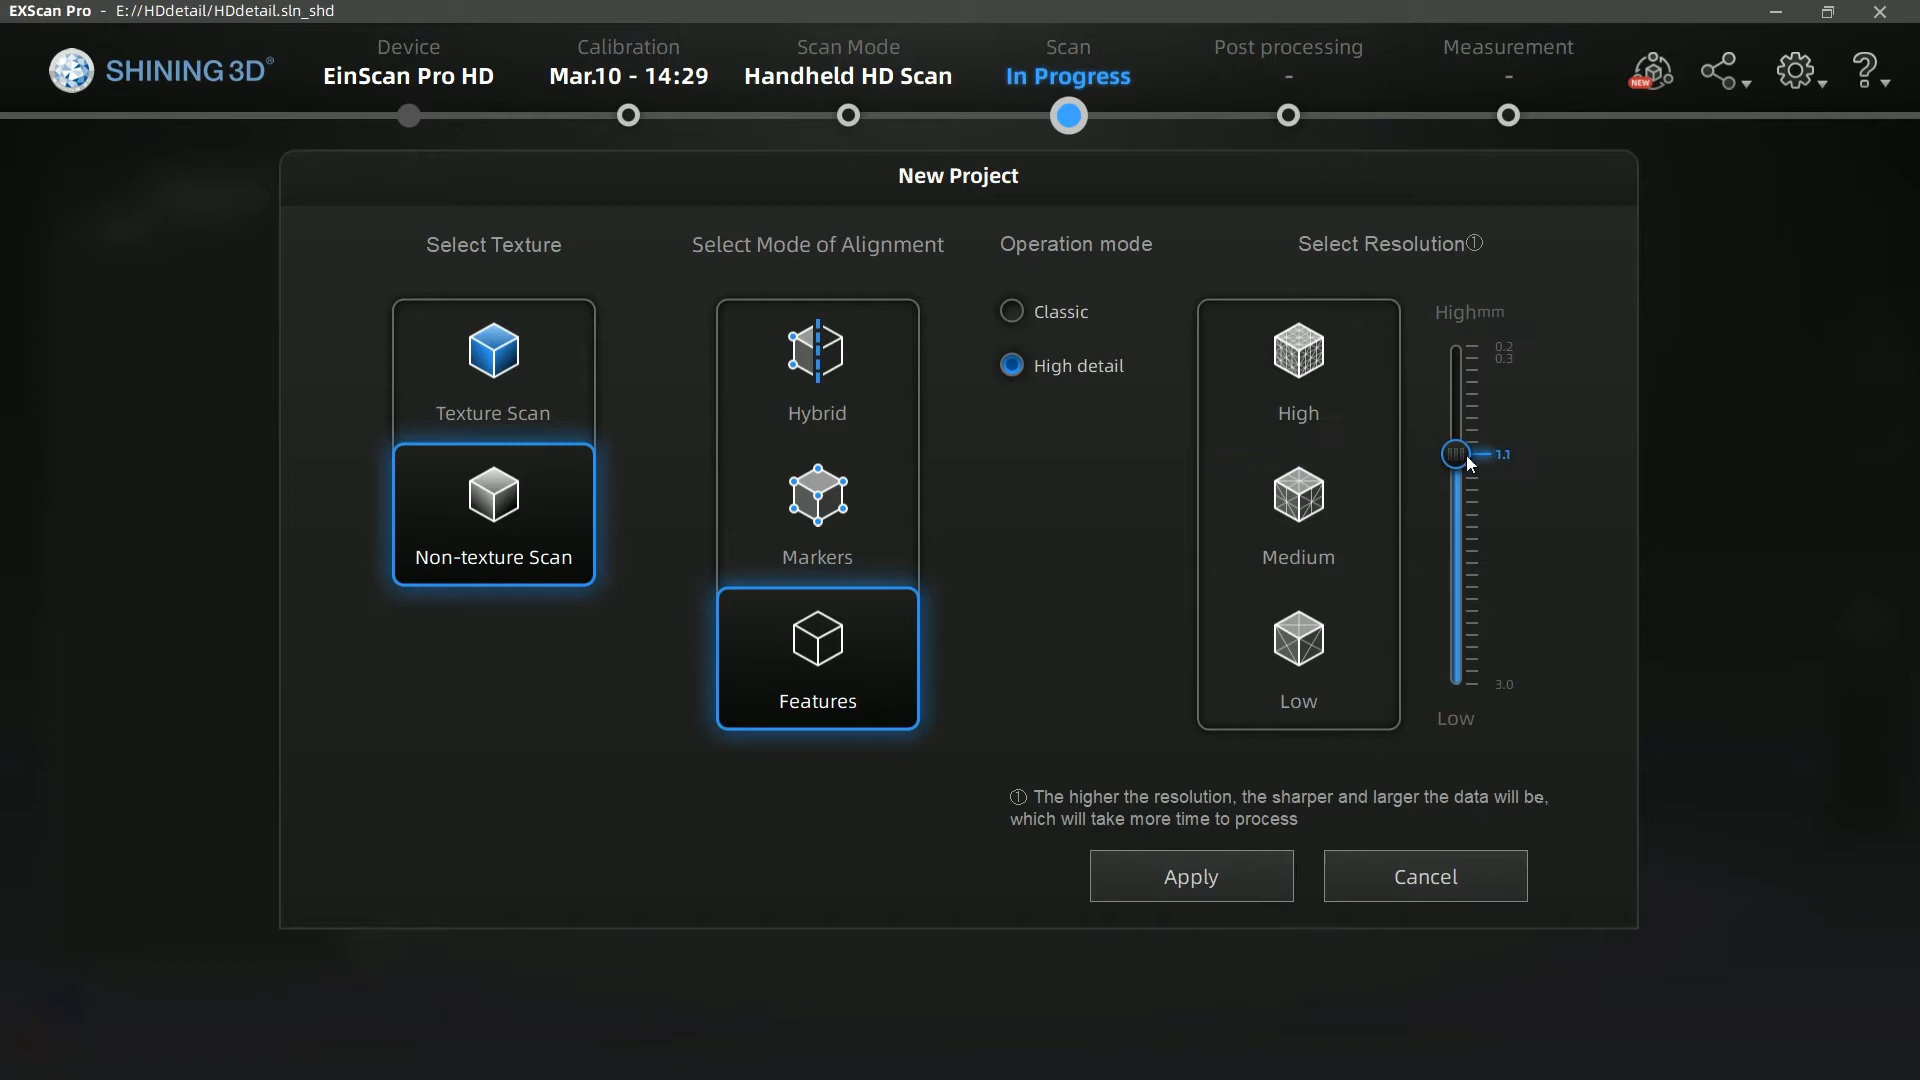 EXScan Pro - E://HDdetail/HDdetail.sln_shd
SHINING 3D®
Device
EinScan Pro HD
Calibration
Mar.10 - 14:29
Scan Mode
Handheld HD Scan
Scan
In Progress
Post processing
-
Measurement
-
NEW
New Project
Select Texture
Select Mode of Alignment
Operation mode
Select Resolution①
Texture Scan
Non-texture Scan
Hybrid
Markers
Features
Classic
High detail
High
Medium
Low
Highmm
0.2
0.3
1.1
3.0
Low
① The higher the resolution, the sharper and larger the data will be,
which will take more time to process
Apply
Cancel